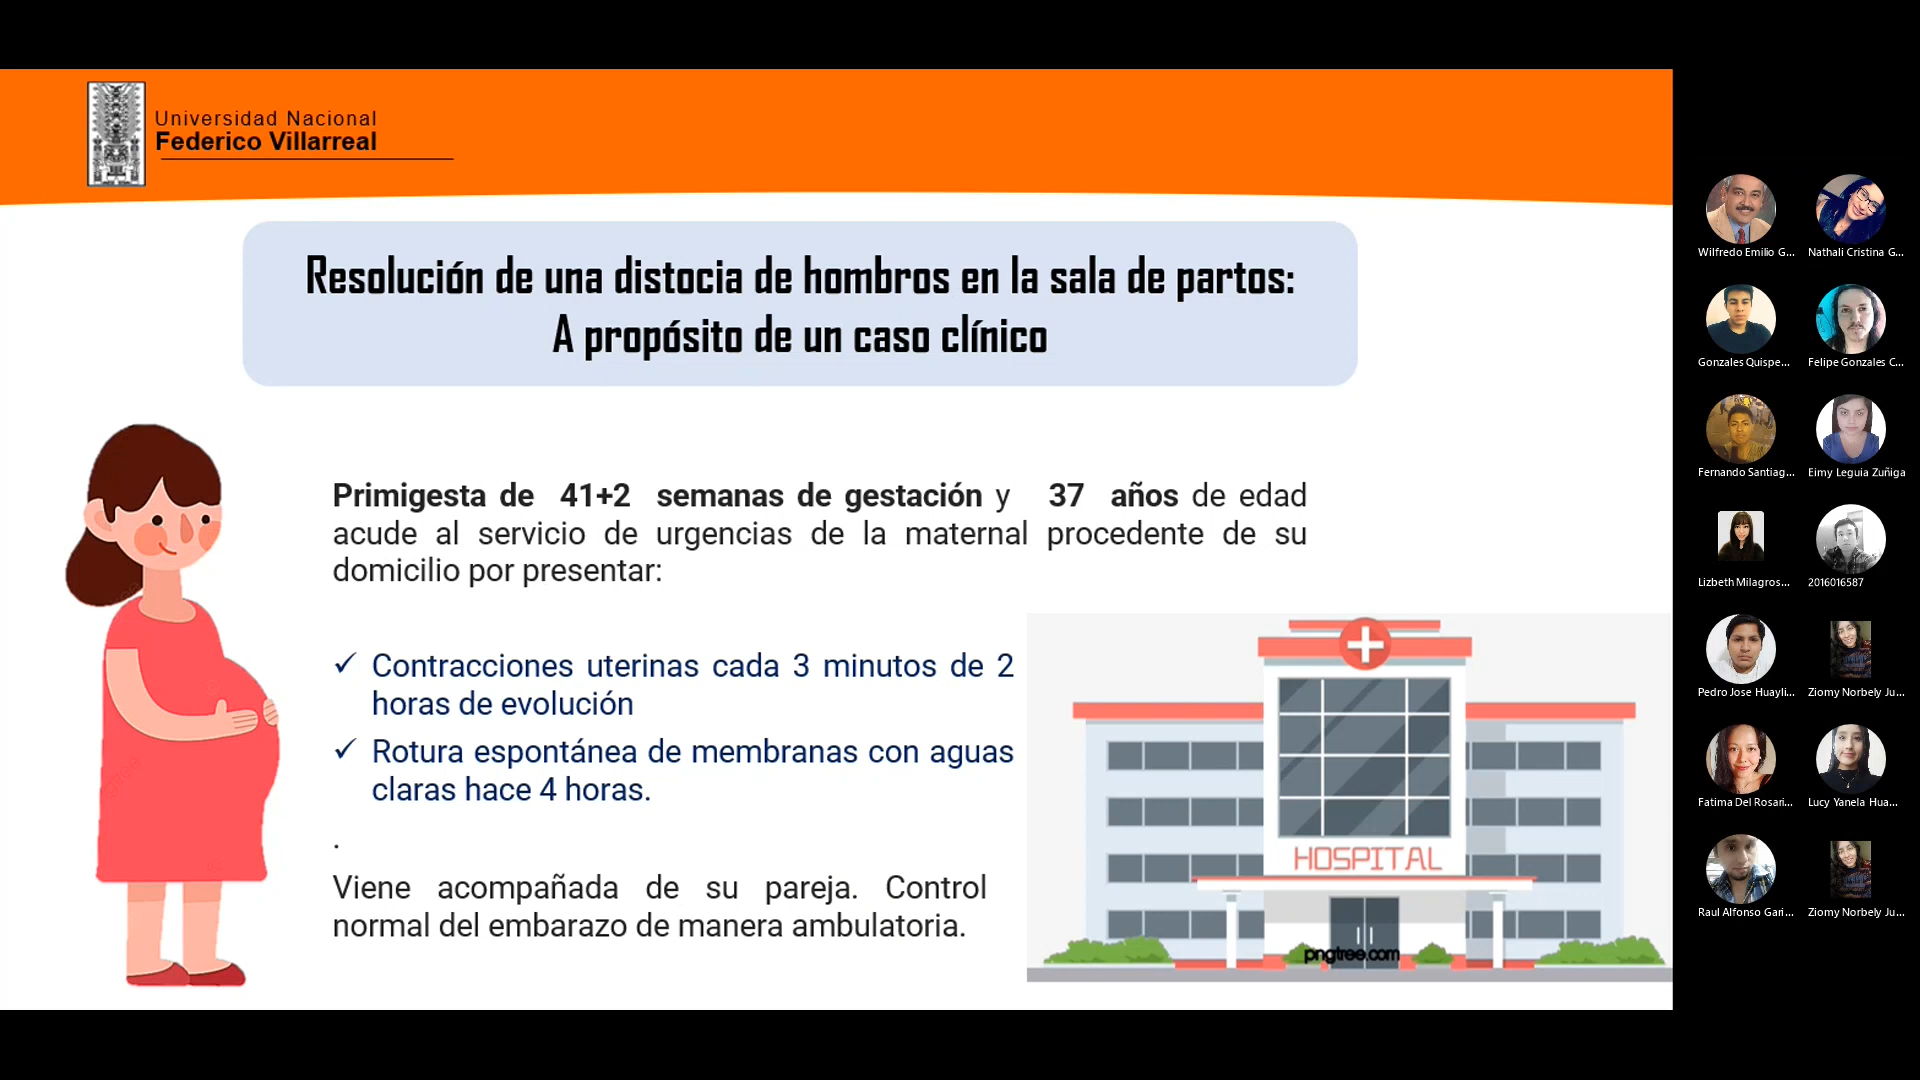 Universidad Nacional
Federico Villarreal
Resolución de una distocia de hombros en la sala de partos:
A propósito de un caso clínico
Primigesta de 41+2 semanas de gestación y 37 años de edad
acude al servicio de urgencias de la maternal procedente de su
domicilio por presentar:
✓ Contracciones uterinas cada 3 minutos de 2
horas de evolución
✓ Rotura espontánea de membranas con aguas
claras hace 4 horas.
.
Viene acompañada de su pareja. Control
normal del embarazo de manera ambulatoria.
HOSPITAL
pngtree.com
Wilfredo Emilio G...
Nathali Cristina G...
Gonzales Quispe...
Felipe Gonzales C...
Fernando Santiag...
Eimy Leguia Zuñiga
Lizbeth Milagros...
2016016587
Pedro Jose Huayli...
Ziomy Norbely Ju...
Fatima Del Rosari...
Lucy Yanela Hua...
Raul Alfonso Gari...
Ziomy Norbely Ju...